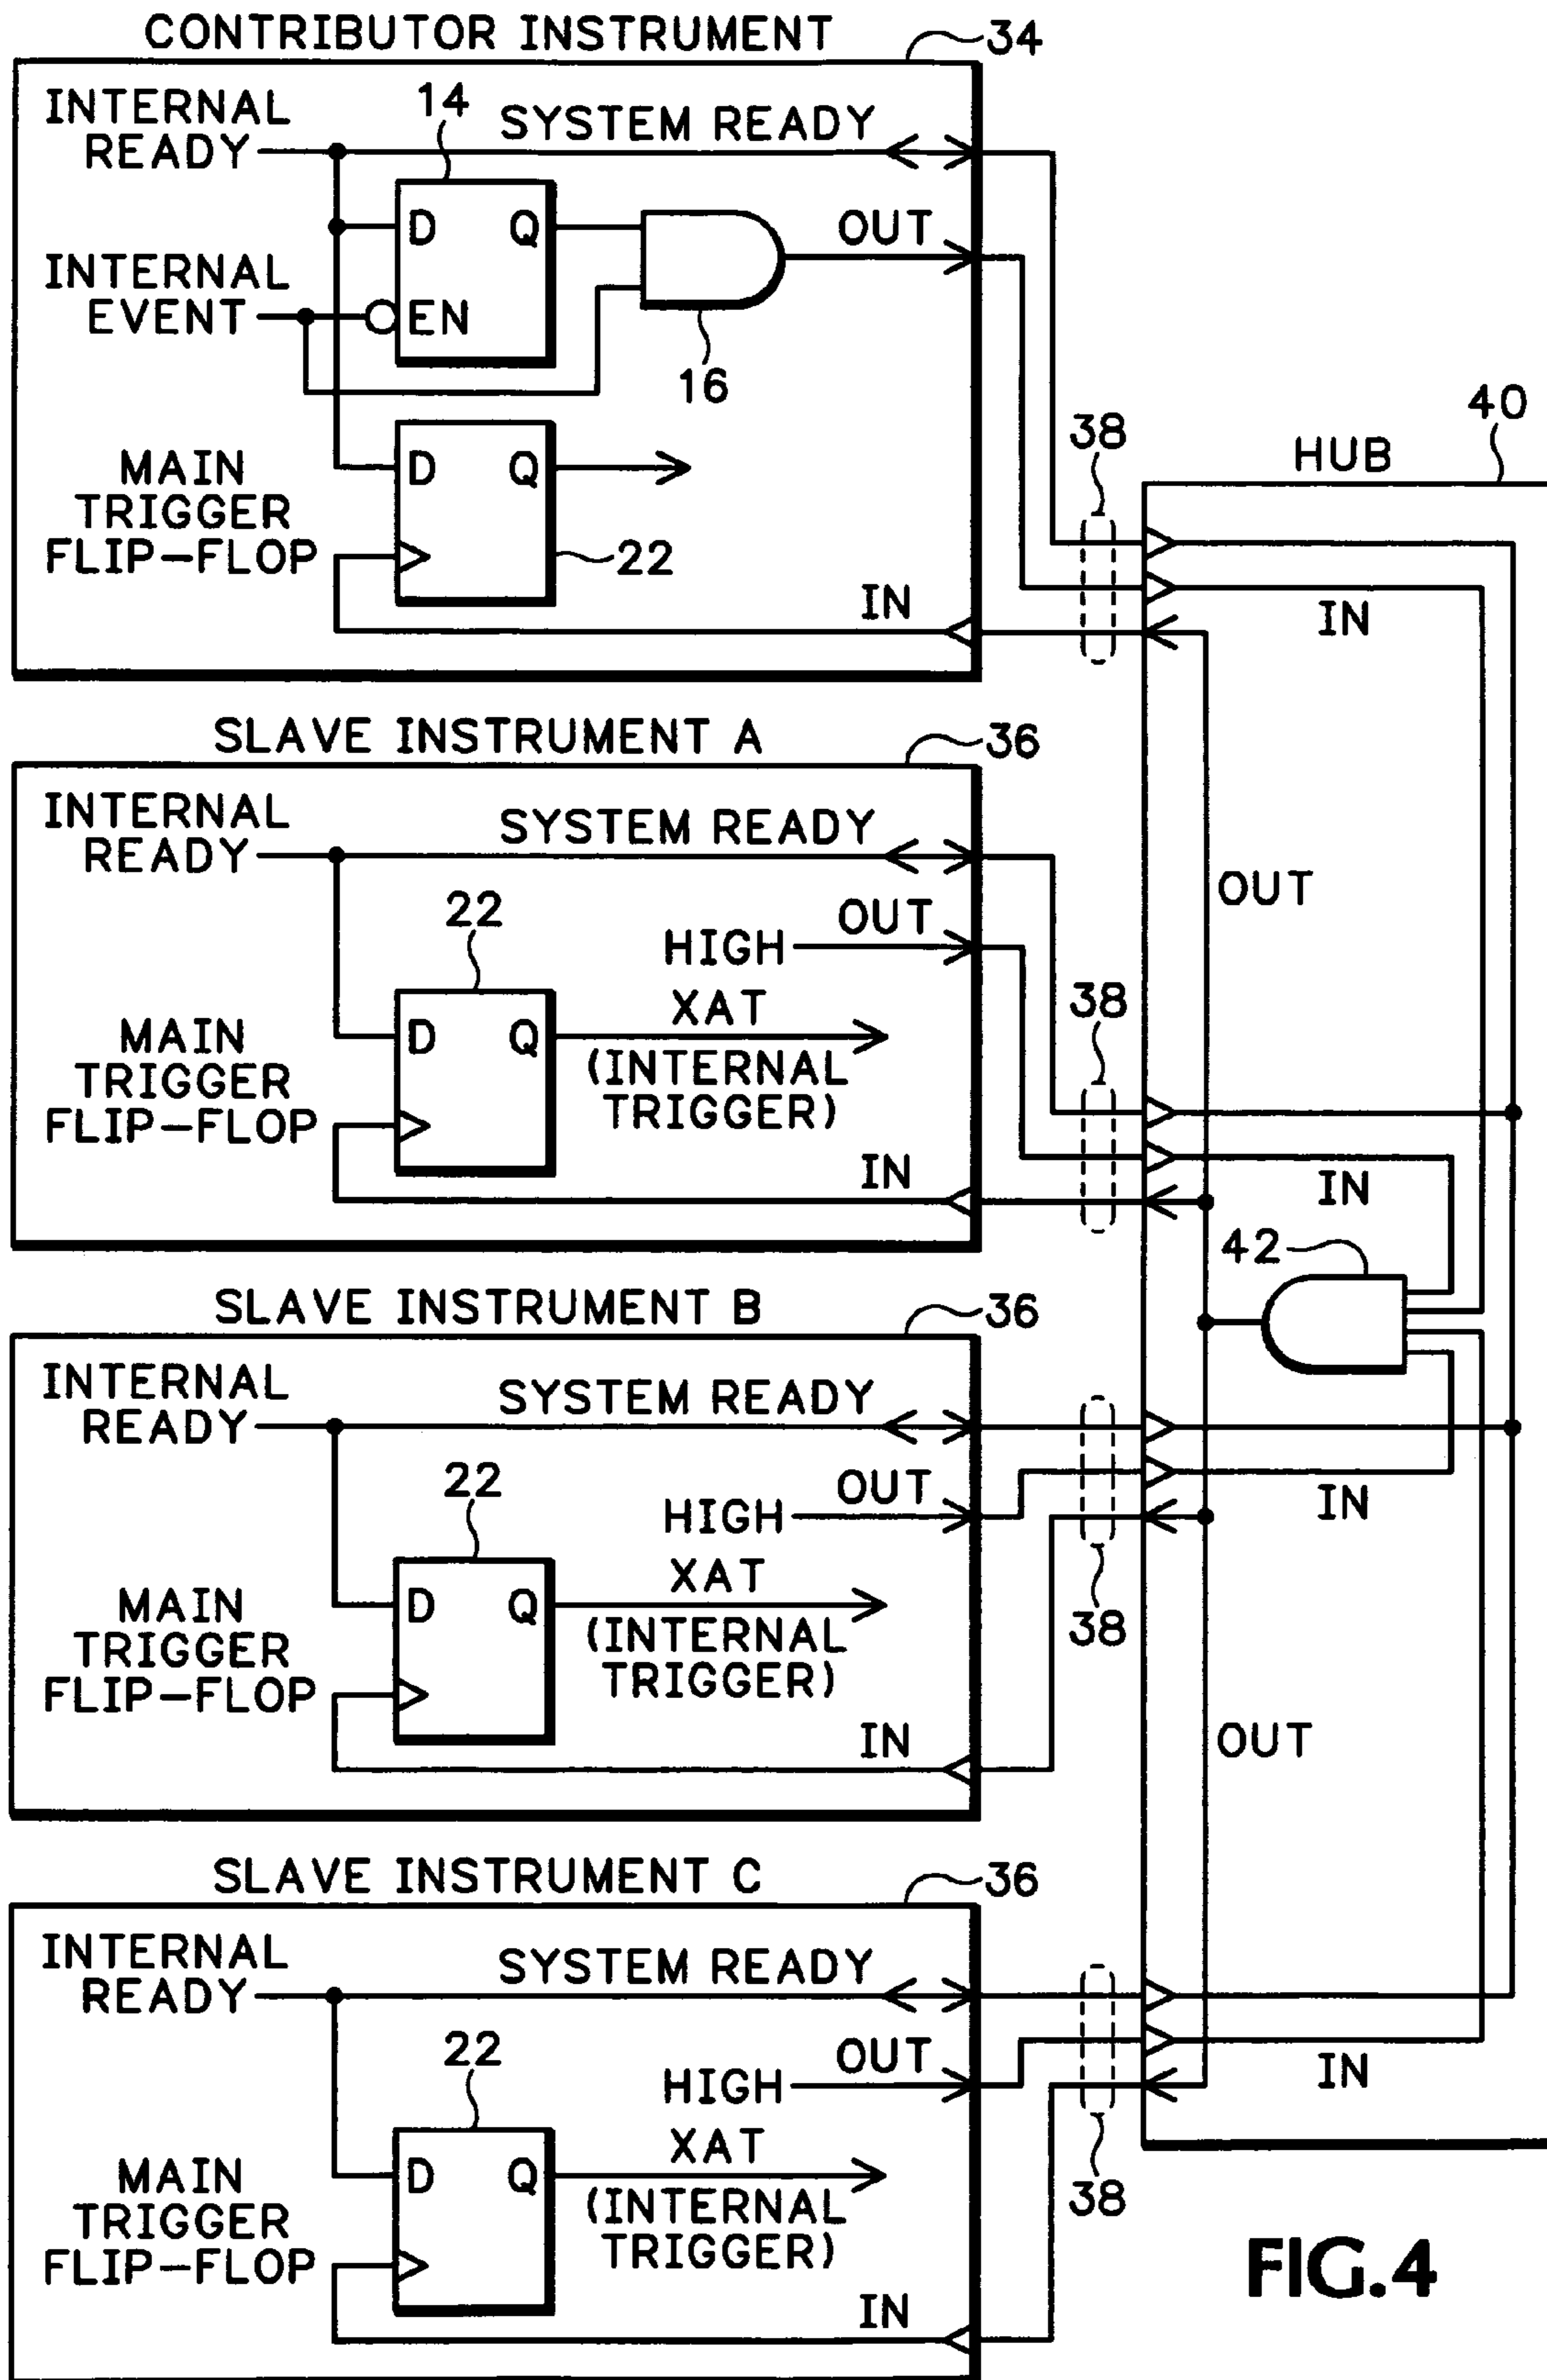 CONTRIBUTOR INSTRUMENT
34
INTERNAL
READY
14
SYSTEM READY
D Q
OUT
INTERNAL
EVENT
EN
16
MAIN
TRIGGER
FLIP-FLOP
D Q
22
IN
38
HUB
40
IN
SLAVE INSTRUMENT A
36
INTERNAL
READY
SYSTEM READY
22
OUT
HIGH
XAT
(INTERNAL
TRIGGER)
MAIN
TRIGGER
FLIP-FLOP
D Q
IN
38
OUT
IN
42
SLAVE INSTRUMENT B
36
INTERNAL
READY
SYSTEM READY
22
OUT
HIGH
XAT
(INTERNAL
TRIGGER)
MAIN
TRIGGER
FLIP-FLOP
D Q
IN
38
IN
OUT
SLAVE INSTRUMENT C
36
INTERNAL
READY
SYSTEM READY
22
OUT
HIGH
XAT
(INTERNAL
TRIGGER)
MAIN
TRIGGER
FLIP-FLOP
D Q
IN
38
IN
FIG.4